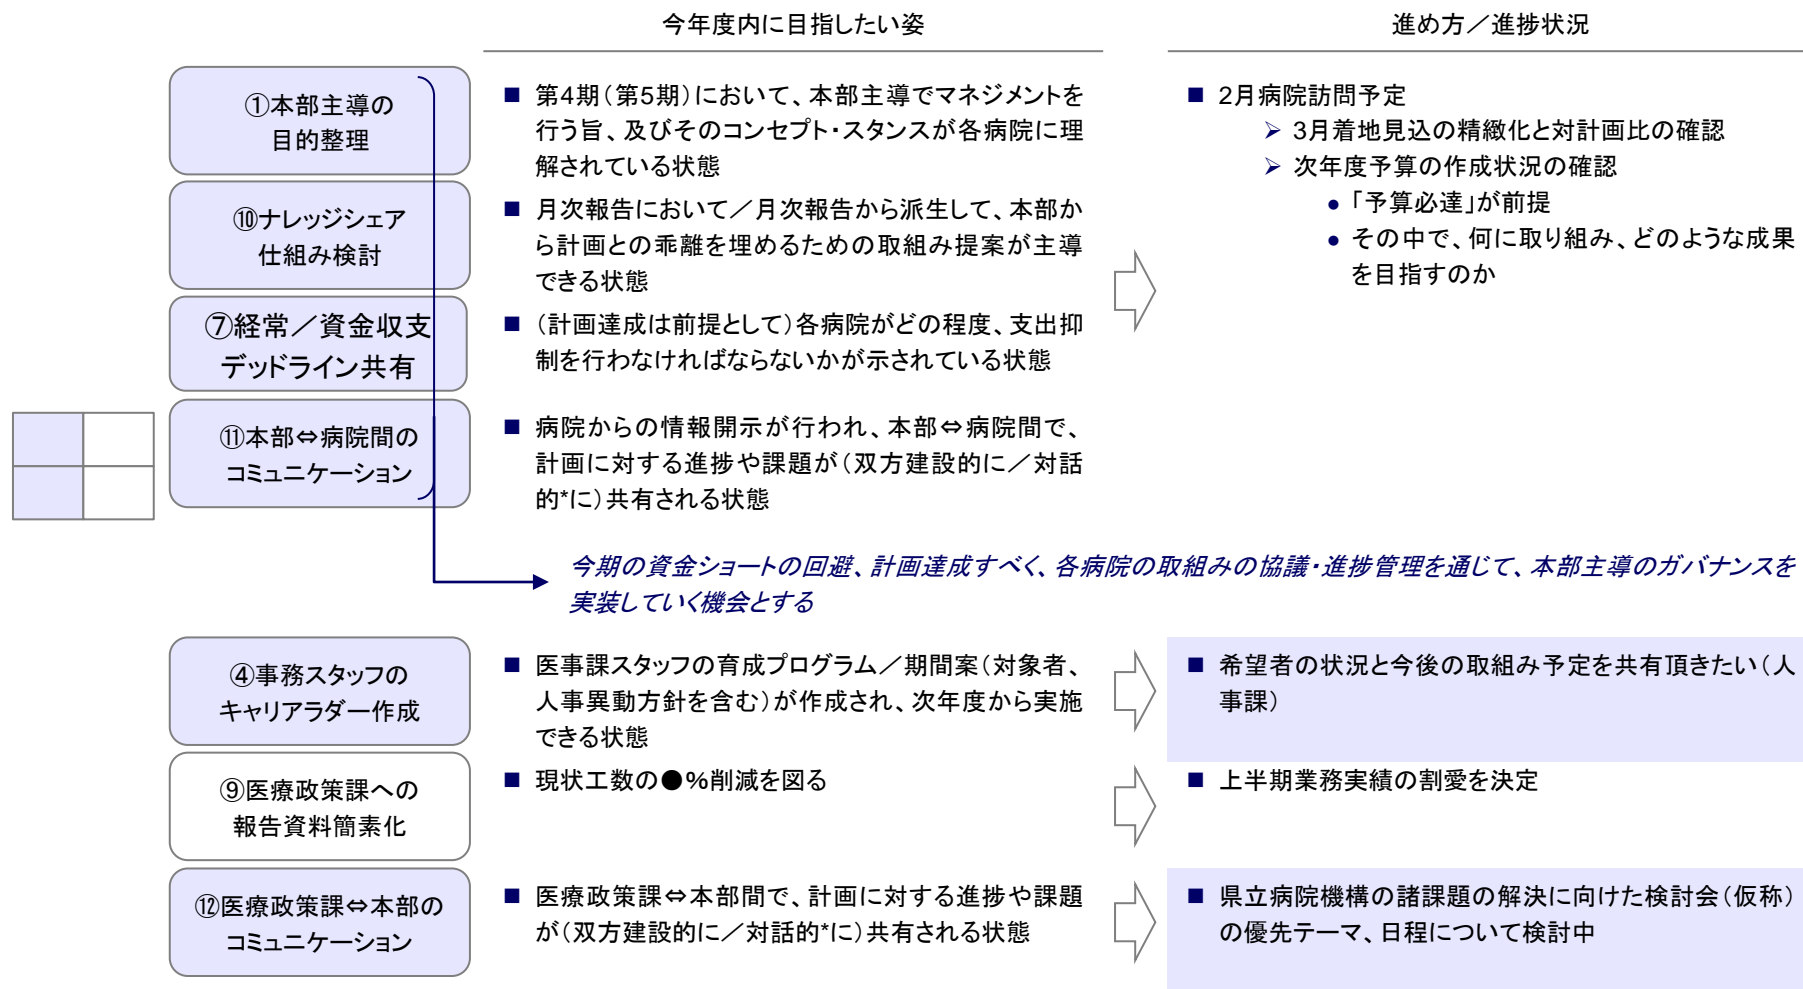 今年度内に目指したい姿
進め方／進捗状況
①本部主導の
目的整理
■ 第4期（第5期）において、本部主導でマネジメントを
行う旨、及びそのコンセプト・スタンスが各病院に理
解されている状態
■ 2月病院訪問予定
➢ 3月着地見込の精緻化と対計画比の確認
➢ 次年度予算の作成状況の確認
● 「予算必達」が前提
● その中で、何に取り組み、どのような成果
を目指すのか
⑩ナレッジシェア
仕組み検討
■ 月次報告において／月次報告から派生して、本部か
ら計画との乖離を埋めるための取組み提案が主導
できる状態
⑦経常／資金収支
デッドライン共有
■ （計画達成は前提として）各病院がどの程度、支出抑
制を行わなければならないかが示されている状態
⑪本部⇔病院間の
コミュニケーション
■ 病院からの情報開示が行われ、本部⇔病院間で、
計画に対する進捗や課題が（双方建設的に／対話
的*に）共有される状態
今期の資金ショートの回避、計画達成すべく、各病院の取組みの協議・進捗管理を通じて、本部主導のガバナンスを
実装していく機会とする
④事務スタッフの
キャリアラダー作成
■ 医事課スタッフの育成プログラム／期間案（対象者、
人事異動方針を含む）が作成され、次年度から実施
できる状態
■ 希望者の状況と今後の取組み予定を共有頂きたい（人
事課）
⑨医療政策課への
報告資料簡素化
■ 現状工数の●%削減を図る
■ 上半期業務実績の割愛を決定
⑫医療政策課⇔本部の
コミュニケーション
■ 医療政策課⇔本部間で、計画に対する進捗や課題
が（双方建設的に／対話的*に）共有される状態
■ 県立病院機構の諸課題の解決に向けた検討会（仮称）
の優先テーマ、日程について検討中